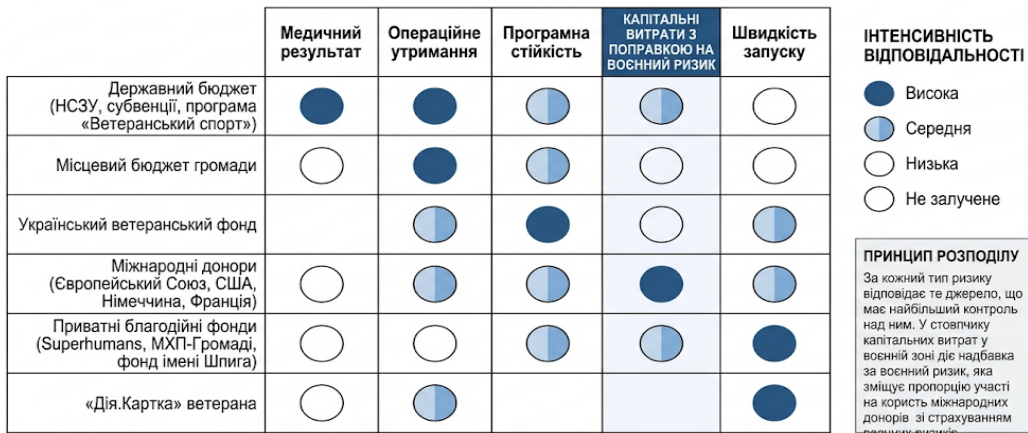 Медичний
результат
Операційне
утримання
Програмна
стійкість
КАПІТАЛЬНІ
ВИТРАТИ З
ПОПРАВКОЮ НА
ВОЄННИЙ РИЗИК
Швидкість
запуску
Державний бюджет
(НСЗУ, субвенції, програма
«Ветеранський спорт»)
Місцевий бюджет громади
Український ветеранський фонд
Міжнародні донори
(Європейський Союз, США,
Німеччина, Франція)
Приватні благодійні фонди
(Superhumans, МХП-Громаді,
фонд імені Шпига)
«Дія.Картка» ветерана
ІНТЕНСИВНІСТЬ
ВІДПОВІДАЛЬНОСТІ
Висока
Середня
Низька
Не залучене
ПРИНЦИП РОЗПОДІЛУ
За кожний тип ризику
відповідає те джерело, що
має найбільший контроль
над ним. У стовпчику
капітальних витрат у
воєнній зоні діє надбавка
за воєнний ризик, яка
зміщує пропорцію участі
на користь міжнародних
донорів зі страхуванням
воєнних ризиків